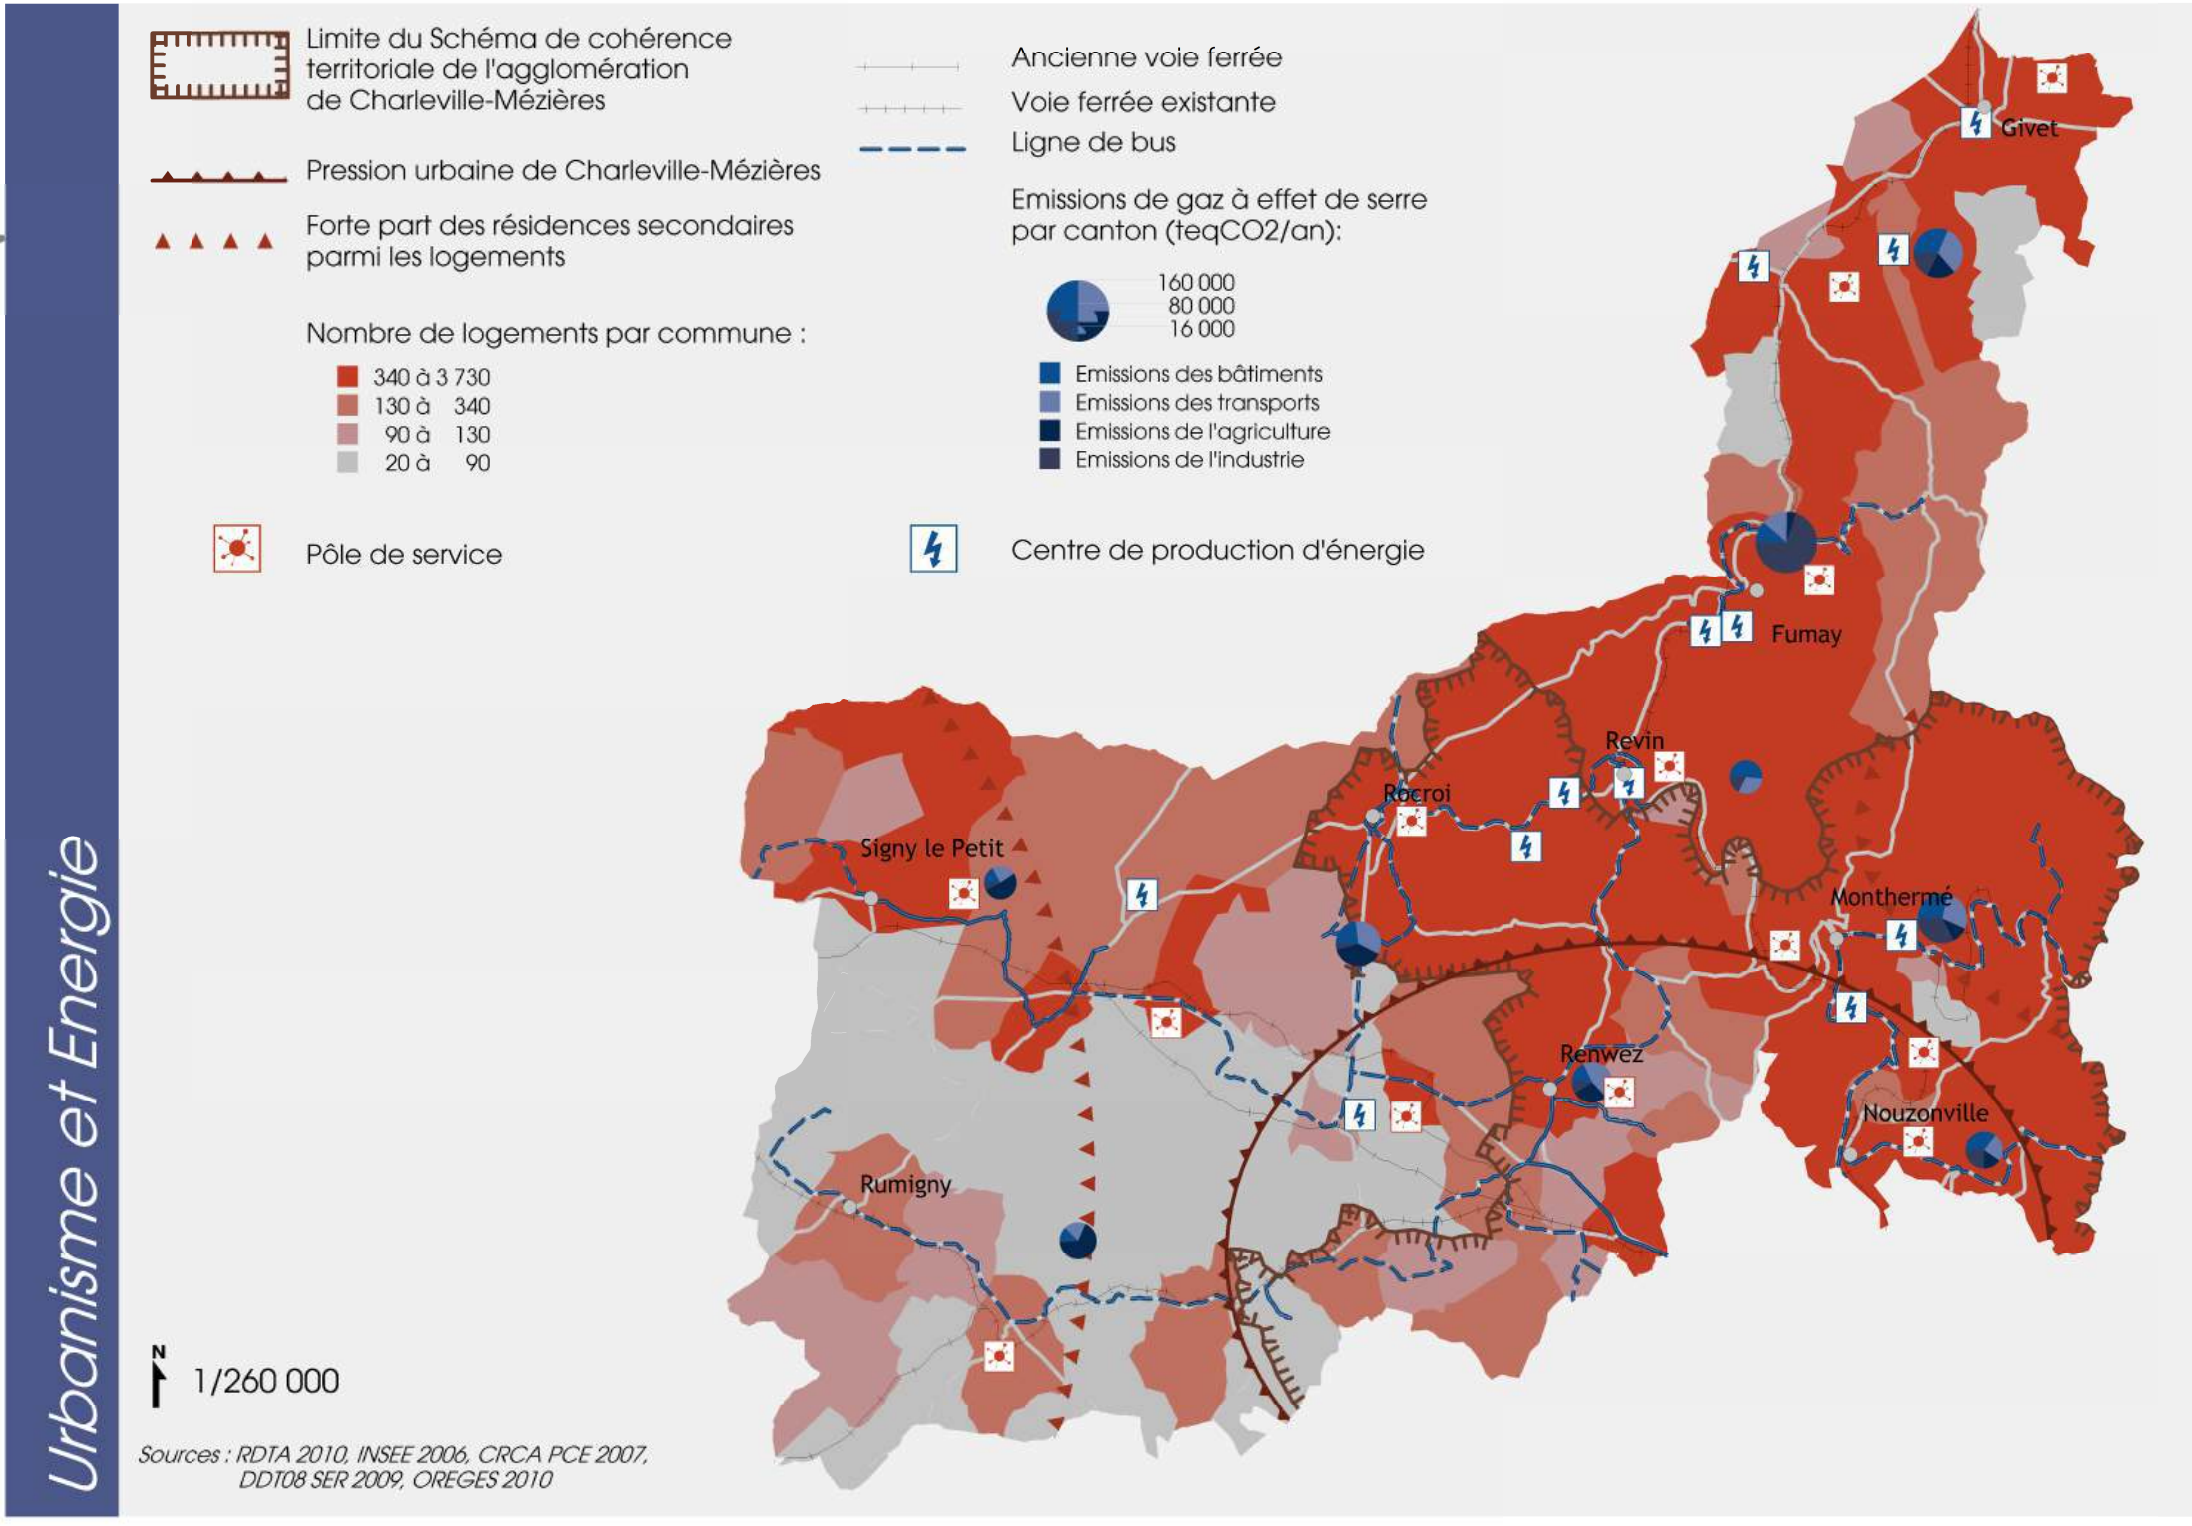 Urbanisme et Energie
Limite du Schéma de cohérence
territoriale de l'agglomération
de Charleville-Mézières
Pression urbaine de Charleville-Mézières
Forte part des résidences secondaires
parmi les logements
Nombre de logements par commune :
340 à 3 730
130 à 340
90 à 130
20 à 90
Pôle de service
Ancienne voie ferrée
Voie ferrée existante
Ligne de bus
Emissions de gaz à effet de serre
par canton (teqCO2/an):
160 000
80 000
16 000
Emissions des bâtiments
Emissions des transports
Emissions de l'agriculture
Emissions de l'industrie
Centre de production d'énergie
Givet
Fumay
Revin
Rocroi
Signy le Petit
Monthermé
Renwez
Nouzonville
Rumigny
N
1/260 000
Sources : RDTA 2010, INSEE 2006, CRCA PCE 2007,
DDT08 SER 2009, OREGES 2010